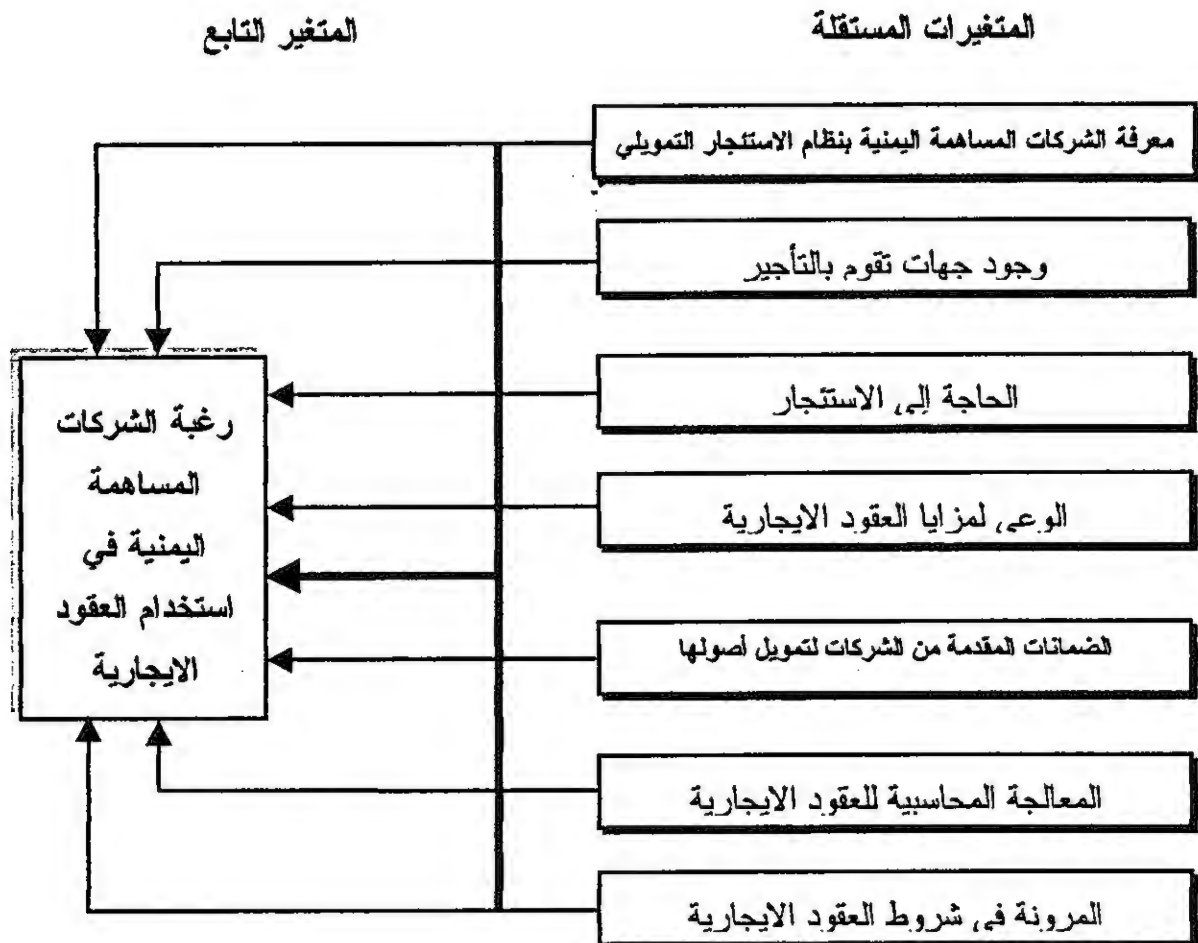 المتغيرات المستقلة
المتغير التابع
معرفة الشركات المساهمة اليمنية بنظام الاستئجار التمويلي
وجود جهات تقوم بالتأجير
الحاجة إلى الاستئجار
الوعي لمزايا العقود الايجارية
الضمانات المقدمة من الشركات لتمويل أصولها
المعالجة المحاسبية للعقود الايجارية
المرونة في شروط العقود الايجارية
رغبة الشركات
المساهمة
اليمنية في
استخدام العقود
الايجارية